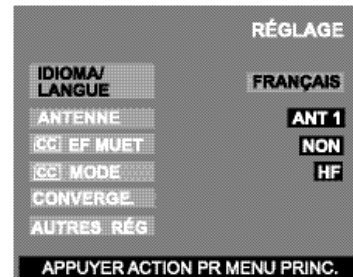 RÉGLAGE
IDIOMA/
LANGUE FRANÇAIS
ANTENNE ANT 1
CC EF MUET NON
CC MODE HF
CONVERGE.
AUTRES RÉG
APPUYER ACTION PR MENU PRINC.